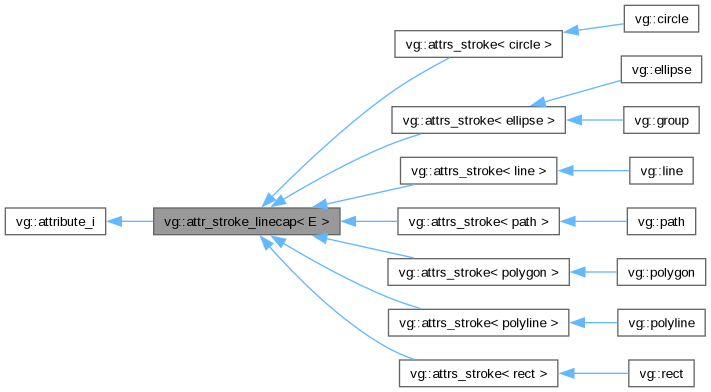 vg::circle
vg::attrs_stroke< circle >
vg::ellipse
vg::attrs_stroke< ellipse >
vg::group
vg::attrs_stroke< line >
vg::line
vg::attribute_i
vg::attr_stroke_linecap< E >
vg::attrs_stroke< path >
vg::path
vg::attrs_stroke< polygon >
vg::polygon
vg::attrs_stroke< polyline >
vg::polyline
vg::attrs_stroke< rect >
vg::rect